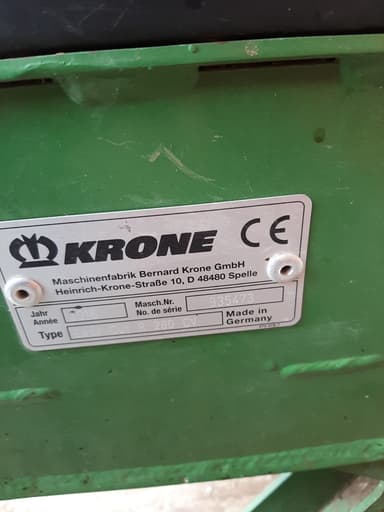 KRONE CE
Maschinenfabrik Bernard Krone GmbH
Heinrich-Krone-Straße 10, D 48480 Spelle
Jahr
Année
Masch.Nr.
No. de série
935673
Type
Made in
Germany